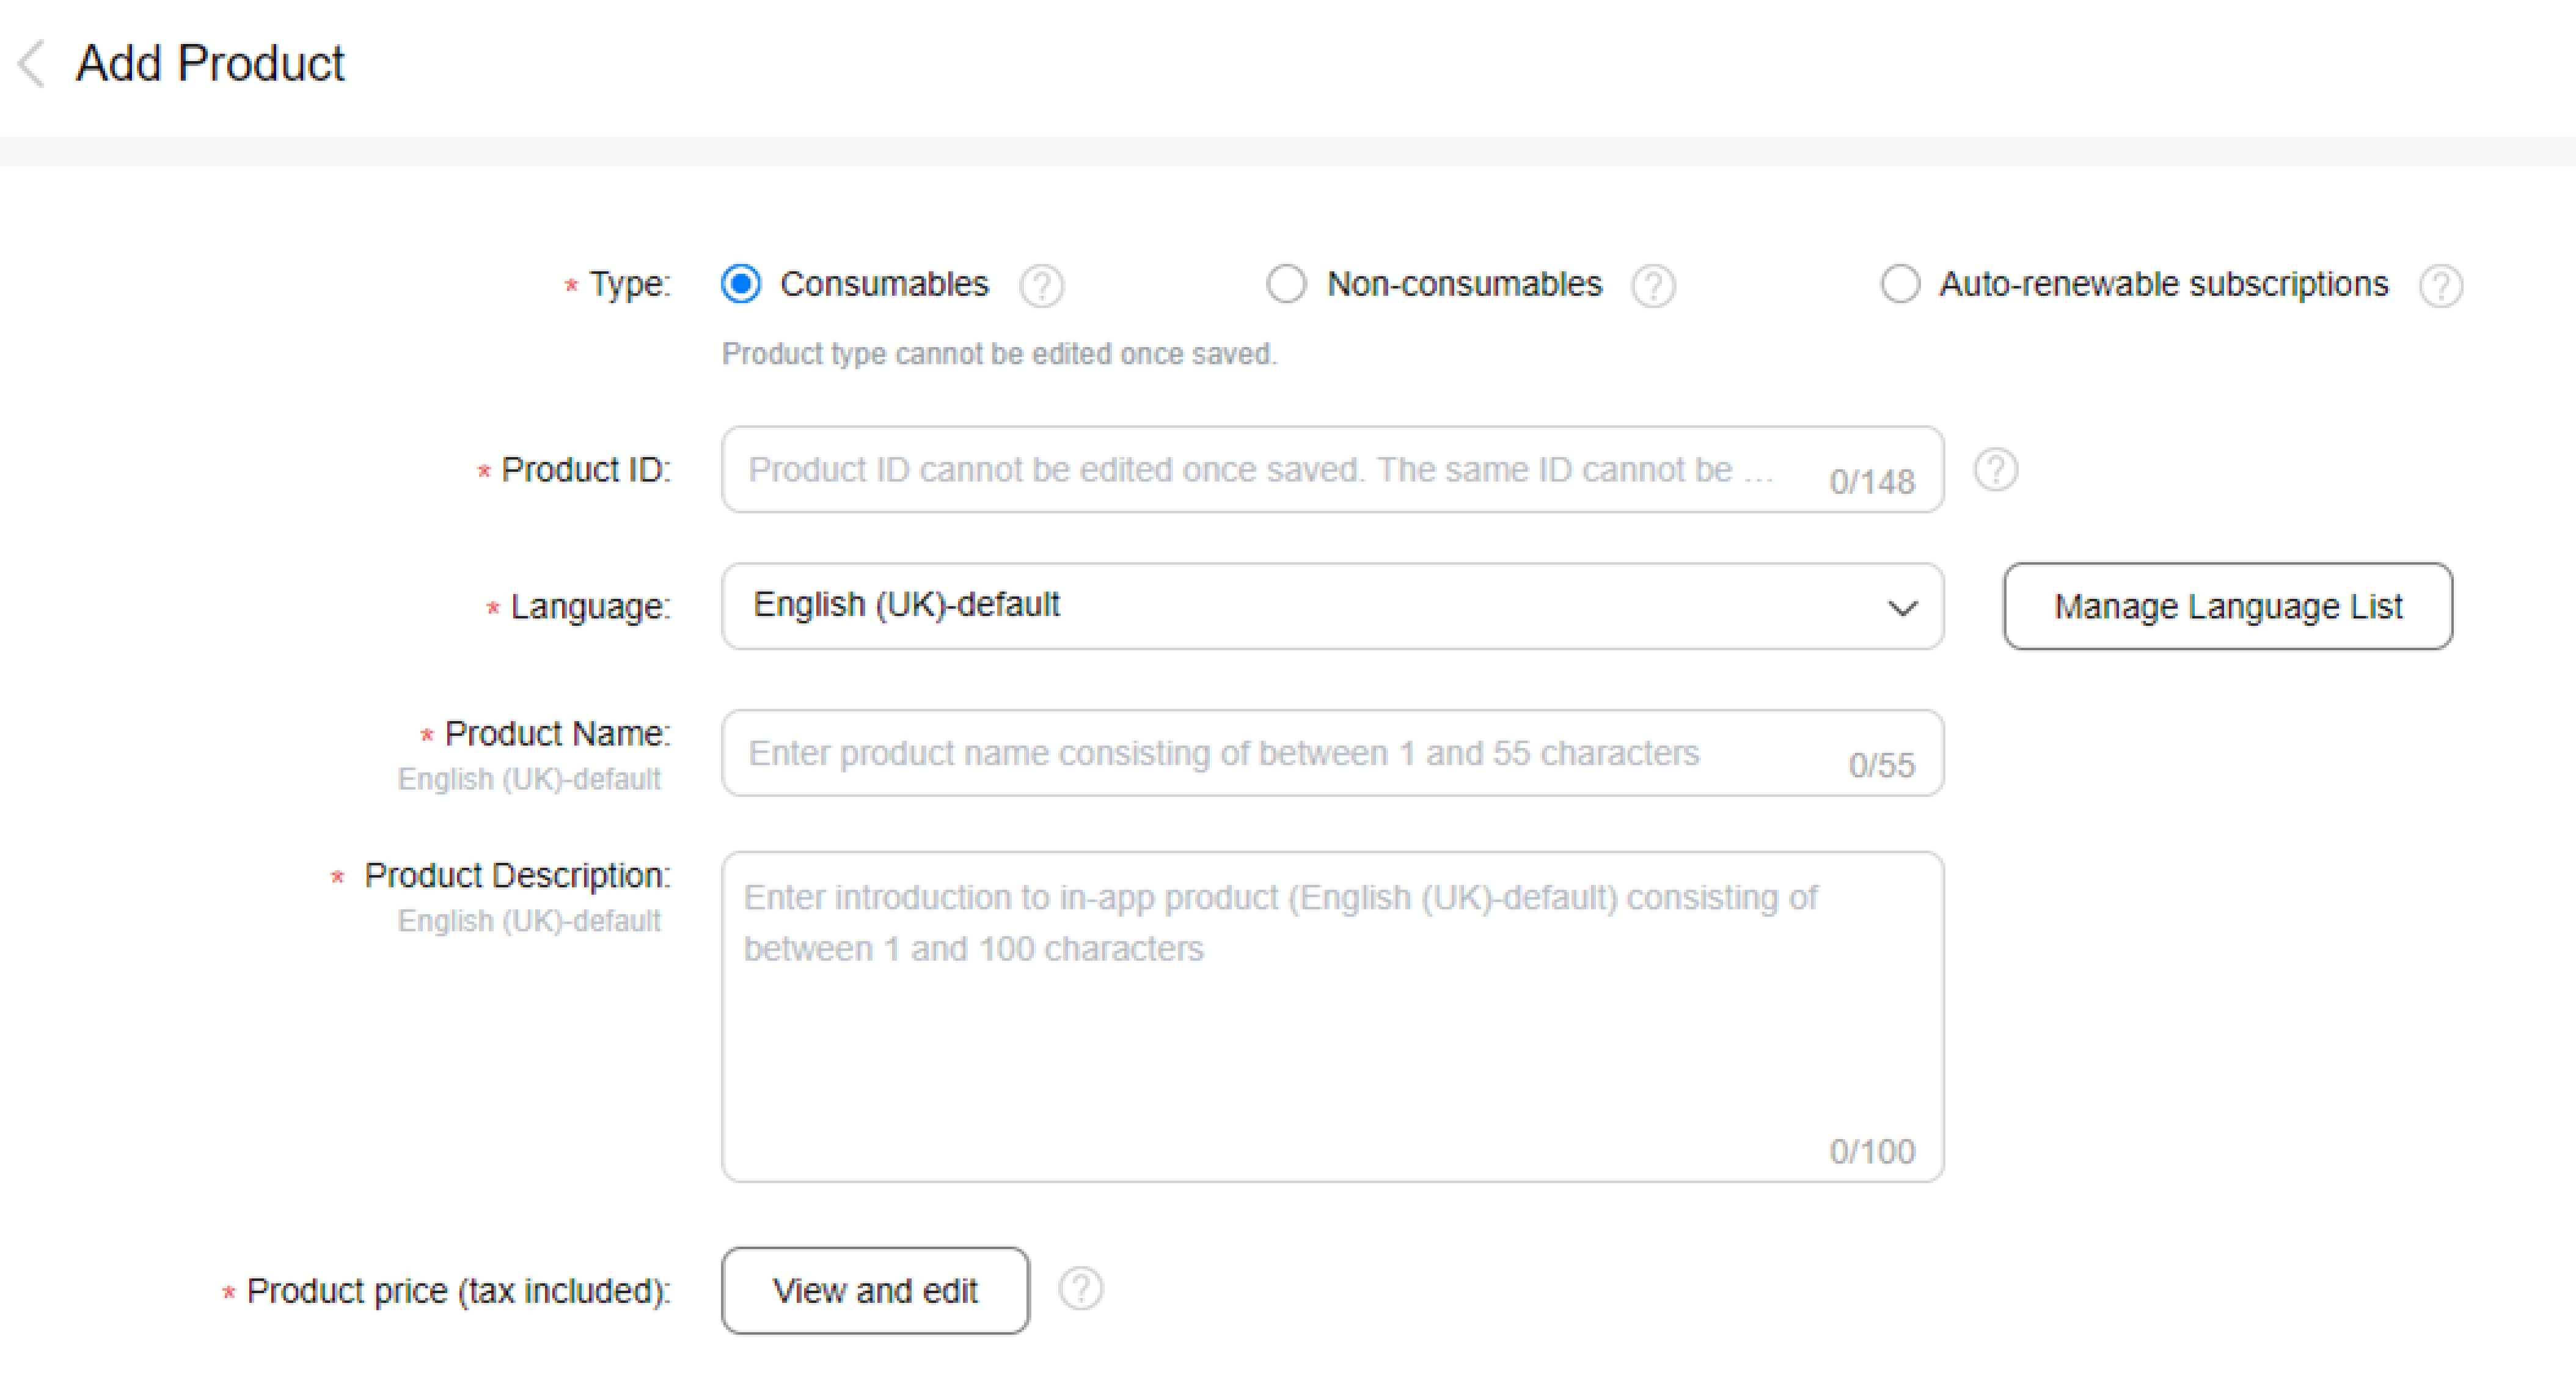 Add Product
* Type: Consumables ? Non-consumables ? Auto-renewable subscriptions ?
Product type cannot be edited once saved.
* Product ID: Product ID cannot be edited once saved. The same ID cannot be ... 0/148 ?
* Language: English (UK)-default Manage Language List
* Product Name: Enter product name consisting of between 1 and 55 characters 0/55
English (UK)-default
* Product Description: Enter introduction to in-app product (English (UK)-default) consisting of
English (UK)-default between 1 and 100 characters
0/100
* Product price (tax included): View and edit ?